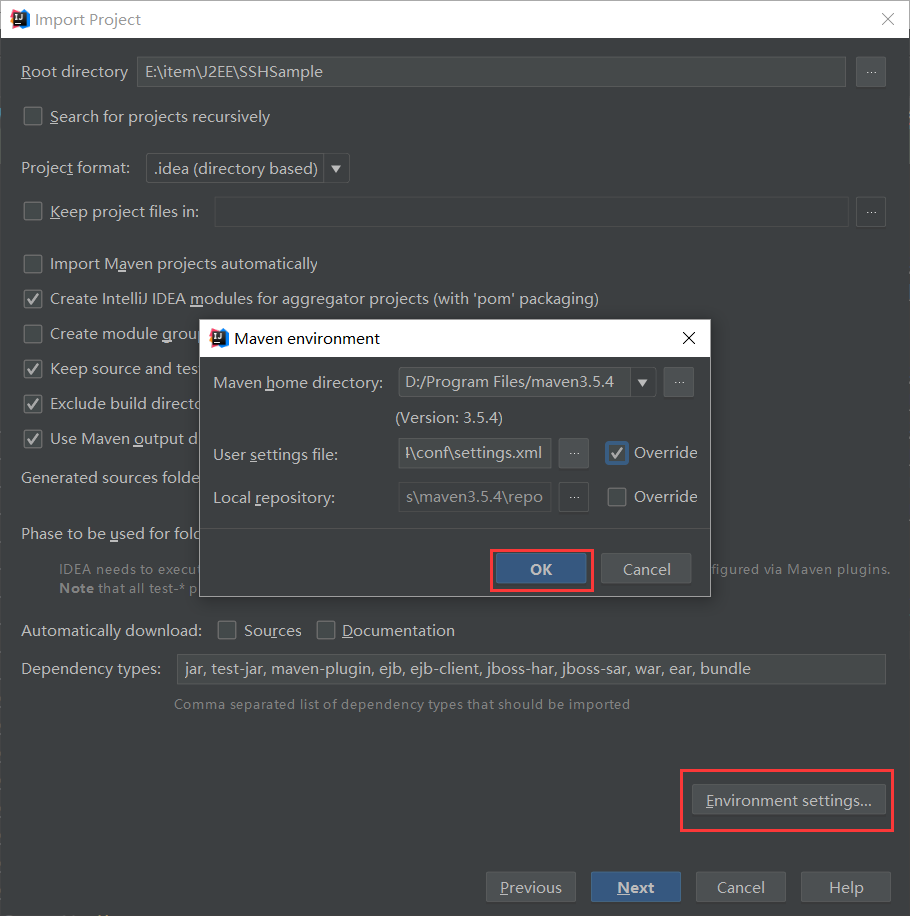 Import Project
Root directory E:\item\J2EE\SSHSample ...
Search for projects recursively
Project format: .idea (directory based)
Keep project files in: ...
Import Maven projects automatically
Create IntelliJ IDEA modules for aggregator projects (with 'pom' packaging)
Create module grou
Keep source and tes
Exclude build directo
Use Maven output d
Generated sources folde
Phase to be used for fold
IDEA needs to execut
figured via Maven plugins.
Note that all test-* p
Maven environment
Maven home directory: D:/Program Files/maven3.5.4 ...
(Version: 3.5.4)
User settings file: \conf\settings.xml ... Override
Local repository: s\maven3.5.4\repo ... Override
OK Cancel
Automatically download: Sources Documentation
Dependency types: jar, test-jar, maven-plugin, ejb, ejb-client, jboss-har, jboss-sar, war, ear, bundle
Comma separated list of dependency types that should be imported
Environment settings...
Previous Next Cancel Help